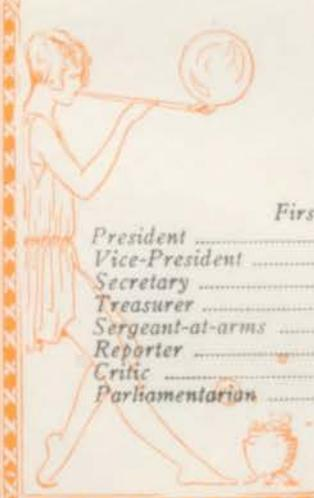 Firs
President ........................
Vice-President ................
Secretary ........................
Treasurer ........................
Sergeant-at-arms ........
Reporter ........................
Critic ........................
Parliamentarian ............